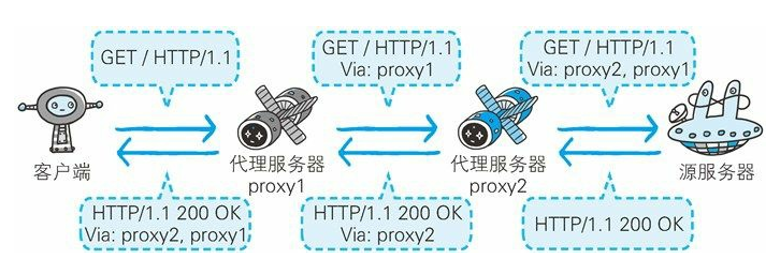 GET / HTTP/1.1
GET / HTTP/1.1
Via: proxy1
GET / HTTP/1.1
Via: proxy2, proxy1
客户端
代理服务器
proxy1
代理服务器
proxy2
源服务器
HTTP/1.1 200 OK
Via: proxy2, proxy1
HTTP/1.1 200 OK
Via: proxy2
HTTP/1.1 200 OK